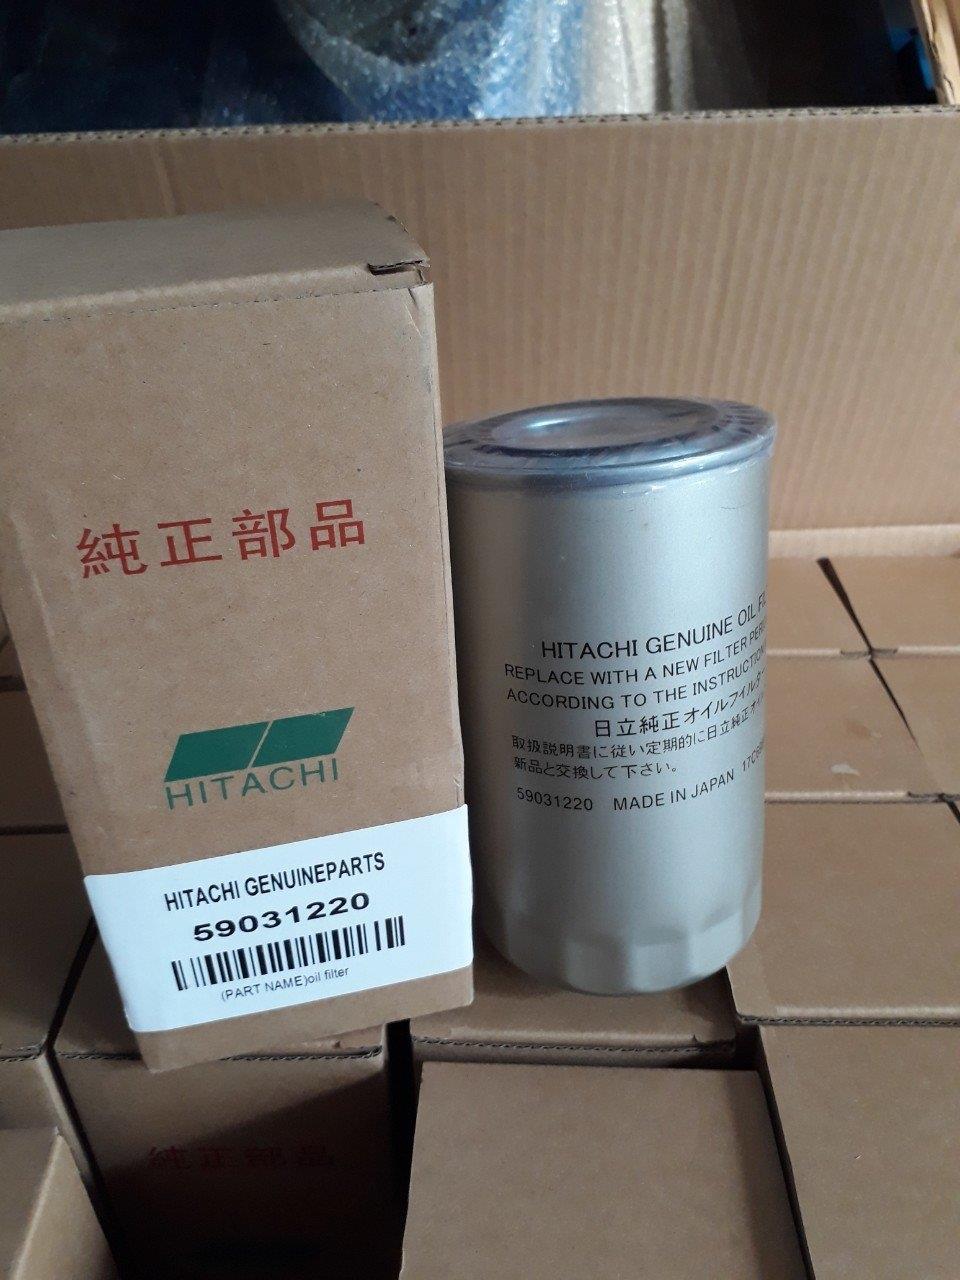 純正部品
HITACHI
HITACHI GENUINEPARTS
59031220
(PART NAME)oil filter
HITACHI GENUINE OIL
REPLACE WITH A NEW FILTER
ACCORDING TO THE INSTRUCTION
日立純正オイルフィルター
取扱説明書に従い定期的に日立純正オイ
新品と交換して下さい。
59031220 MADE IN JAPAN
純正部品